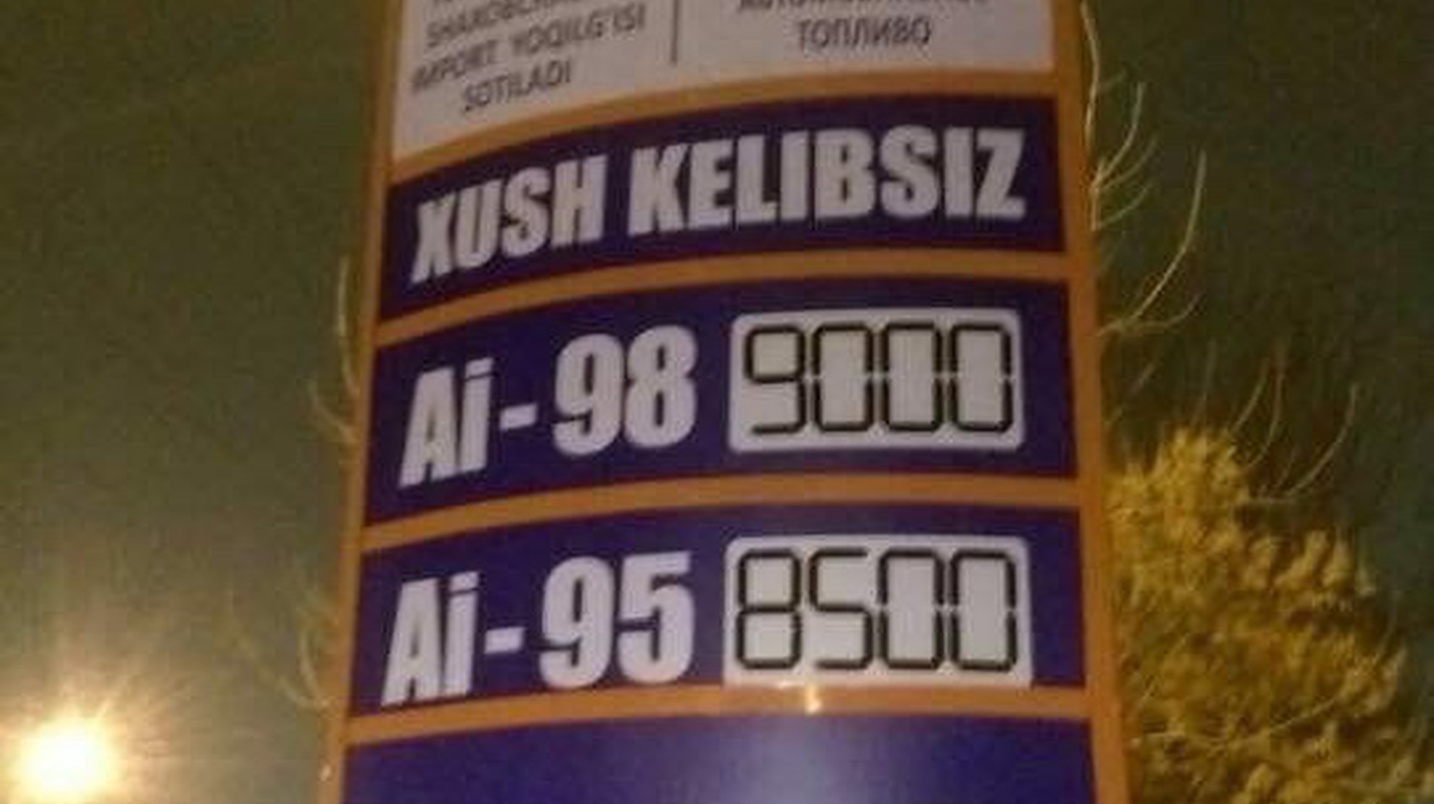 IMPORT YOQILG'ISI
SOTILADI
ТОПЛИВО
XUSH KELIBSIZ
Ai-98 9000
Ai-95 8500